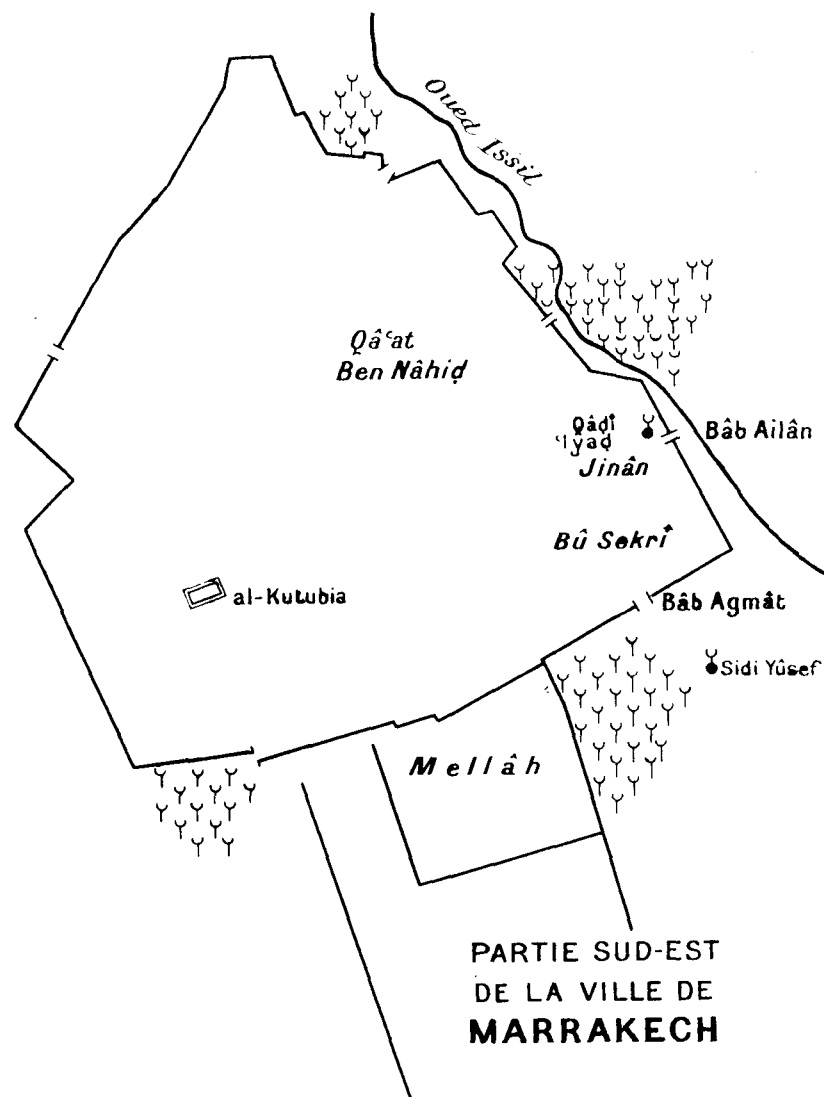 Oued Issil
Qâʿat
Ben Nâhiḍ
Qâḍî
ʿIyaḍ
Jinân
Bâb Ailân
Bû Sekrî
al-Kutubia
Bâb Agmât
Sidi Yûsef
Mellâh
PARTIE SUD-EST
DE LA VILLE DE
MARRAKECH